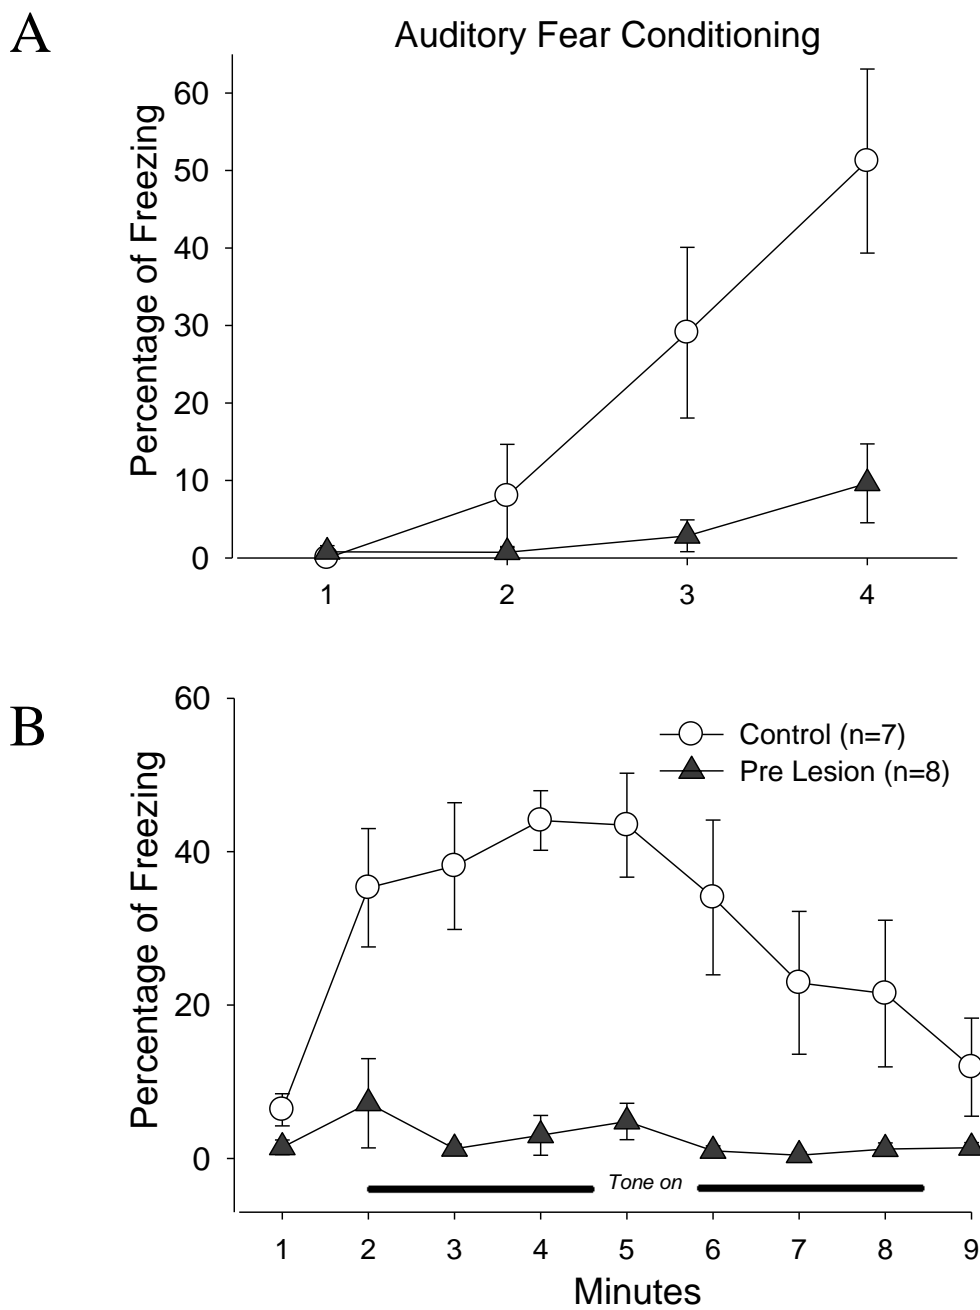 A
Auditory Fear Conditioning
Percentage of Freezing
60
50
40
30
20
10
0
1 2 3 4
B
Percentage of Freezing
60
40
20
0
Control (n=7)
Pre Lesion (n=8)
Tone on
1 2 3 4 5 6 7 8 9
Minutes